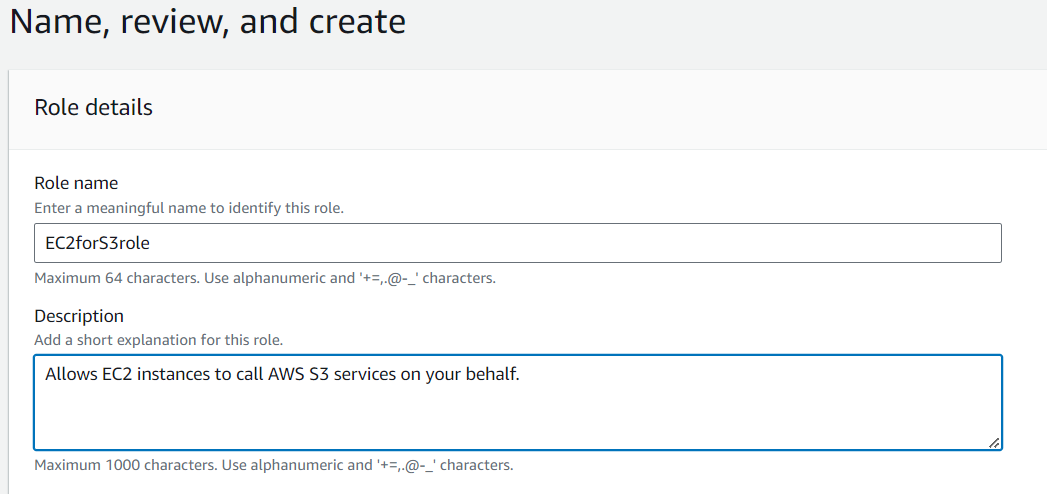 Name, review, and create
Role details
Role name
Enter a meaningful name to identify this role.
EC2forS3role
Maximum 64 characters. Use alphanumeric and '+=,.@-_' characters.
Description
Add a short explanation for this role.
Allows EC2 instances to call AWS S3 services on your behalf.
Maximum 1000 characters. Use alphanumeric and '+=,.@-_' characters.